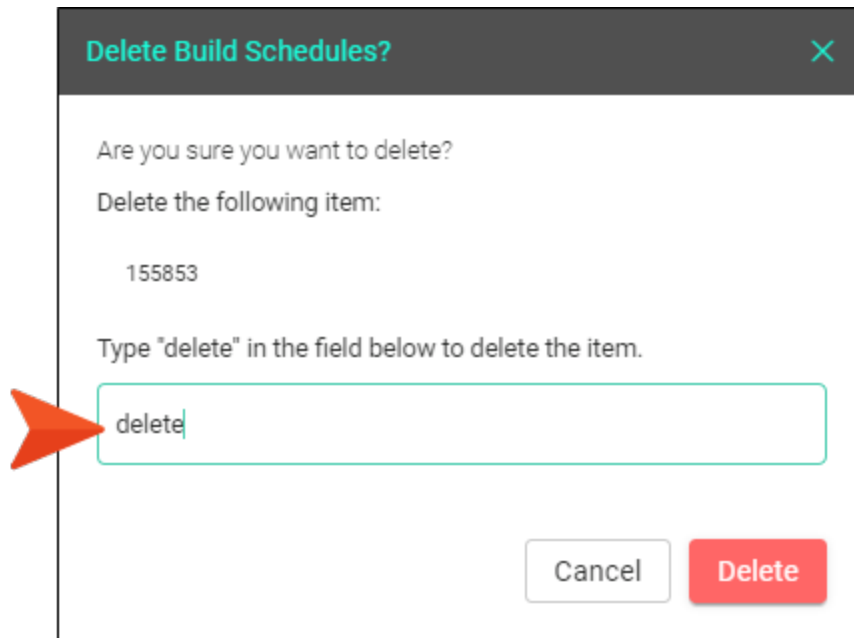 Delete Build Schedules?
Are you sure you want to delete?
Delete the following item:
155853
Type "delete" in the field below to delete the item.
delete
Cancel Delete